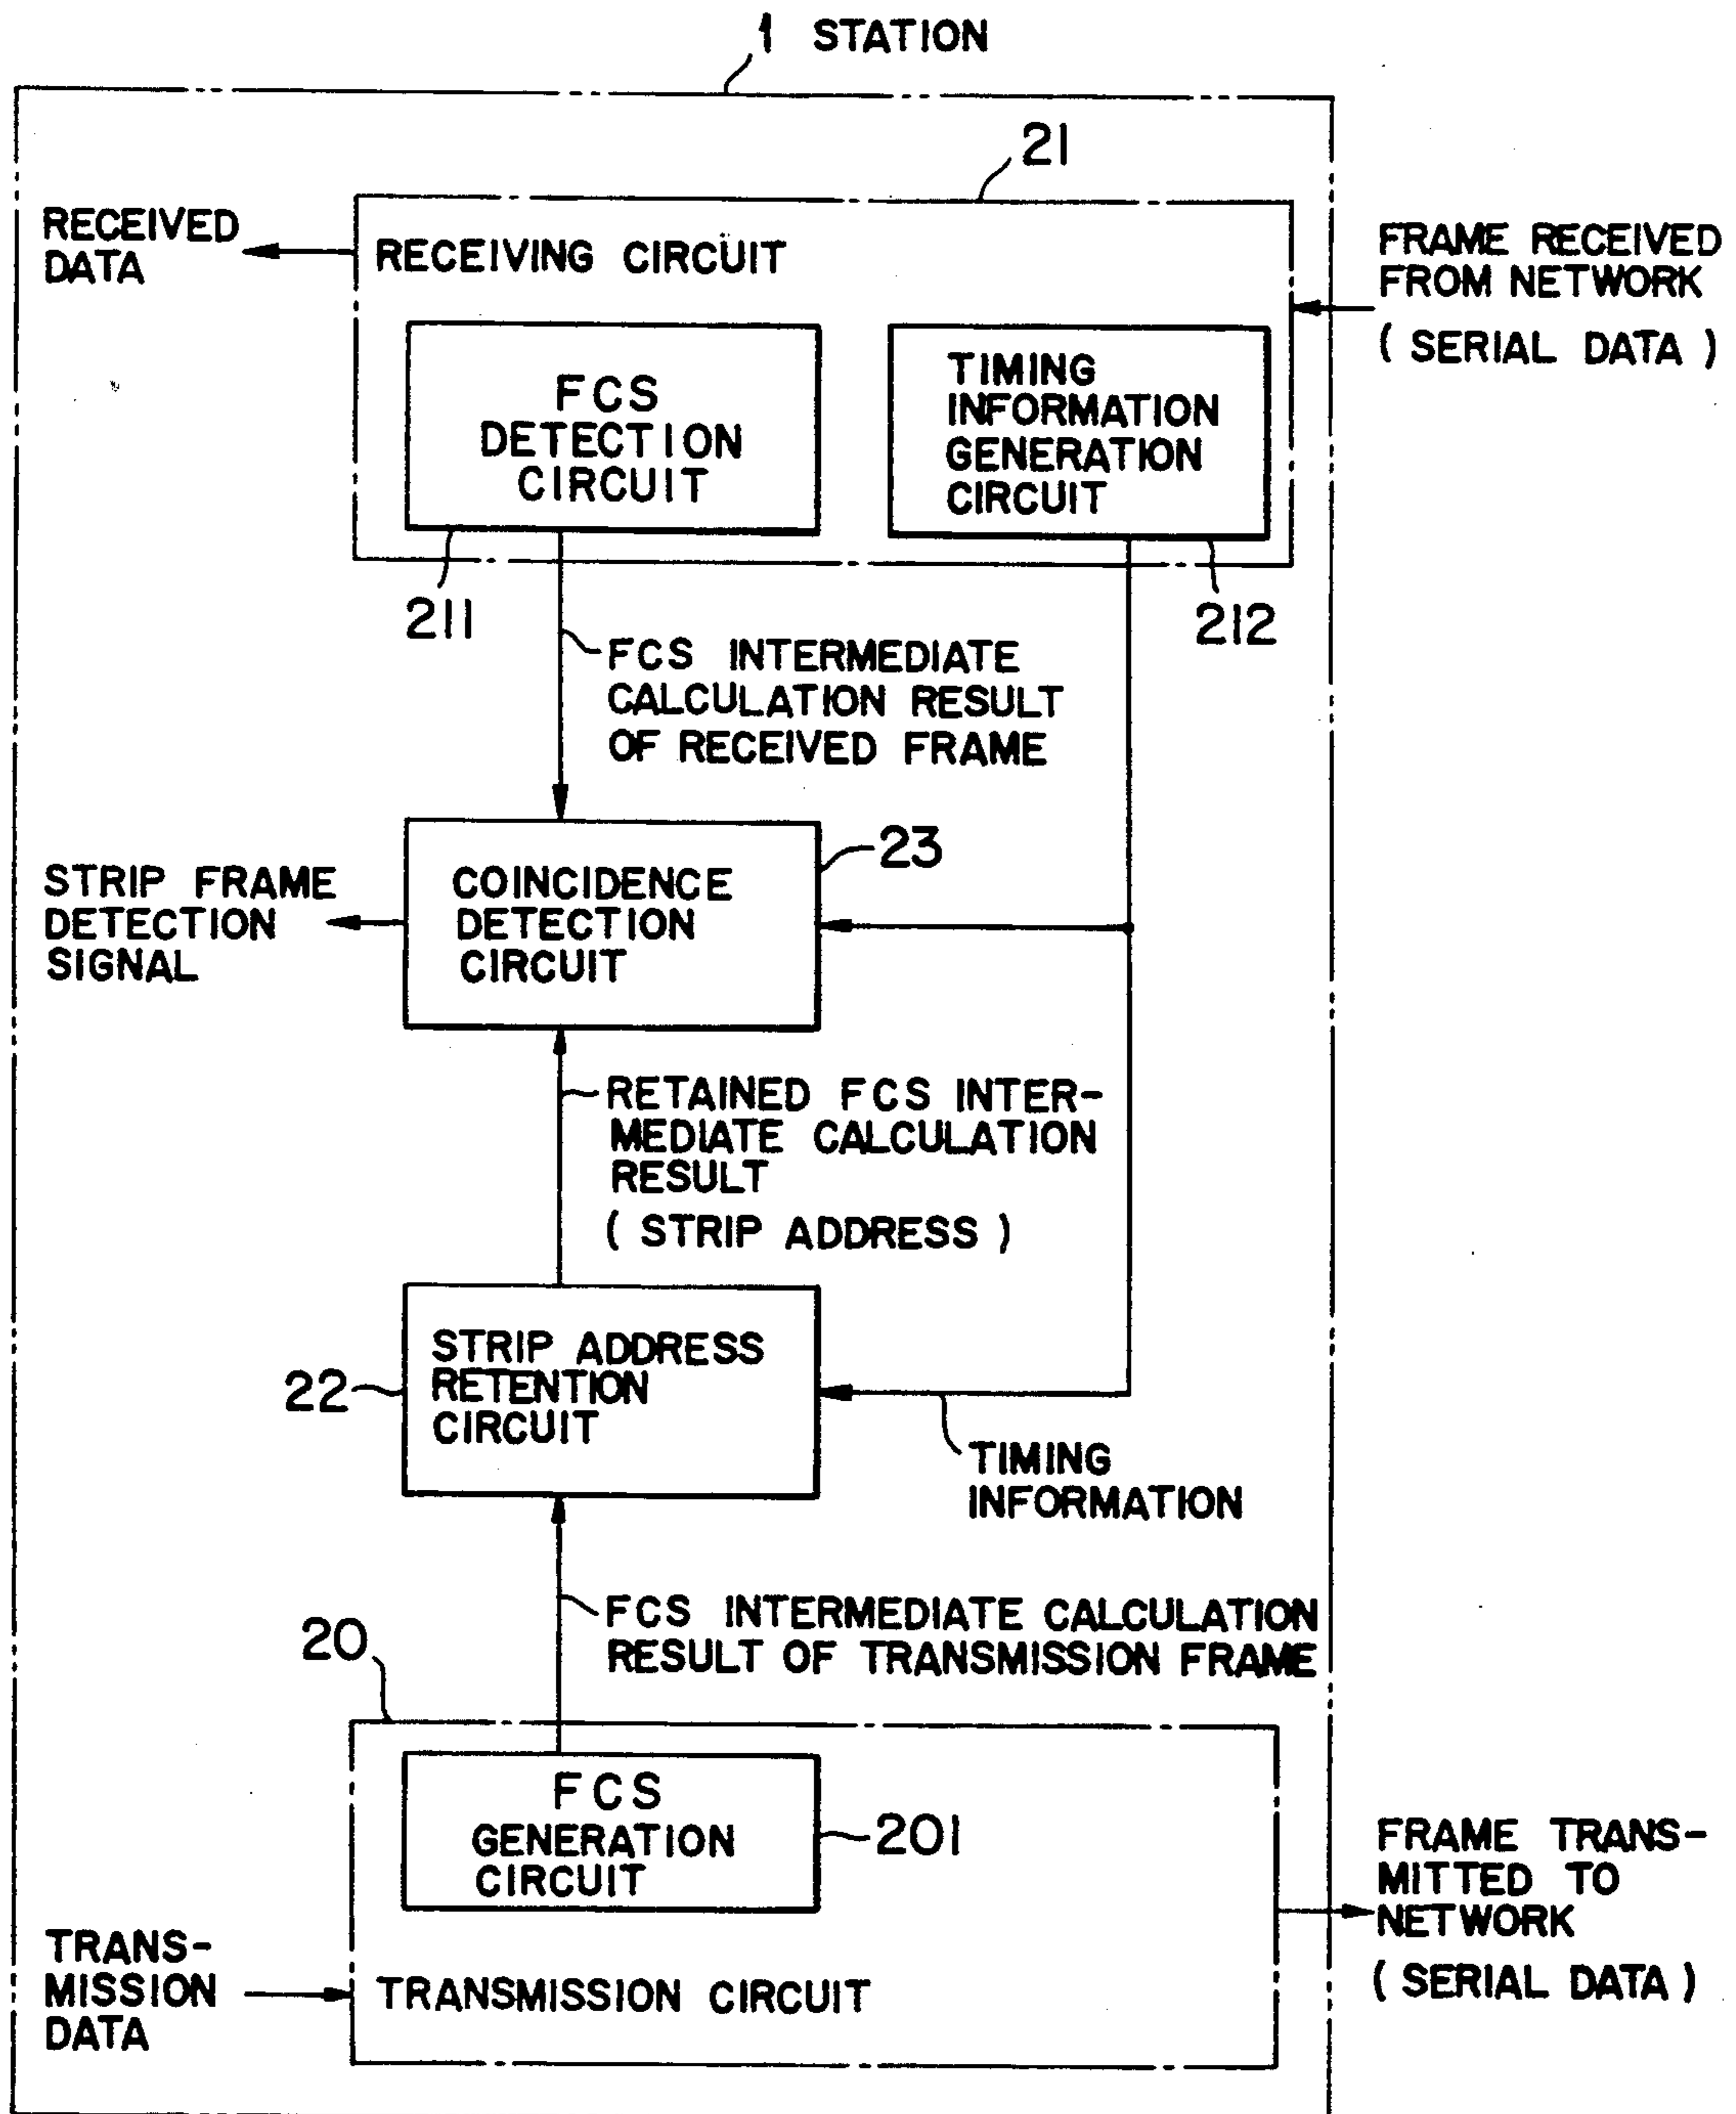 1 STATION
21
RECEIVED
DATA
RECEIVING CIRCUIT
FRAME RECEIVED
FROM NETWORK
( SERIAL DATA )
FCS
DETECTION
CIRCUIT
TIMING
INFORMATION
GENERATION
CIRCUIT
211
212
FCS INTERMEDIATE
CALCULATION RESULT
OF RECEIVED FRAME
23
STRIP FRAME
DETECTION
SIGNAL
COINCIDENCE
DETECTION
CIRCUIT
RETAINED FCS INTER-
MEDIATE CALCULATION
RESULT
( STRIP ADDRESS )
22
STRIP ADDRESS
RETENTION
CIRCUIT
TIMING
INFORMATION
FCS INTERMEDIATE CALCULATION
RESULT OF TRANSMISSION FRAME
20
FCS
GENERATION
CIRCUIT
201
FRAME TRANS-
MITTED TO
NETWORK
( SERIAL DATA )
TRANS-
MISSION
DATA
TRANSMISSION CIRCUIT